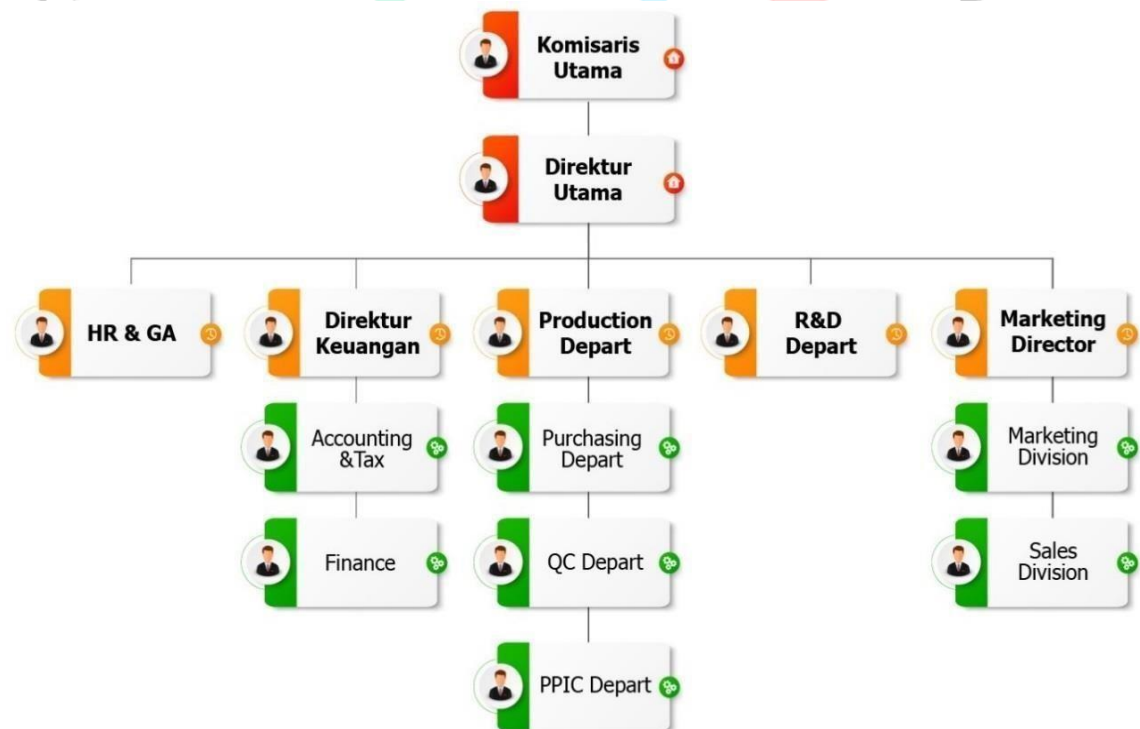 Komisaris
Utama
Direktur
Utama
HR & GA
Direktur
Keuangan
Production
Depart
R&D
Depart
Marketing
Director
Accounting
&Tax
Purchasing
Depart
Marketing
Division
Finance
QC Depart
Sales
Division
PPIC Depart